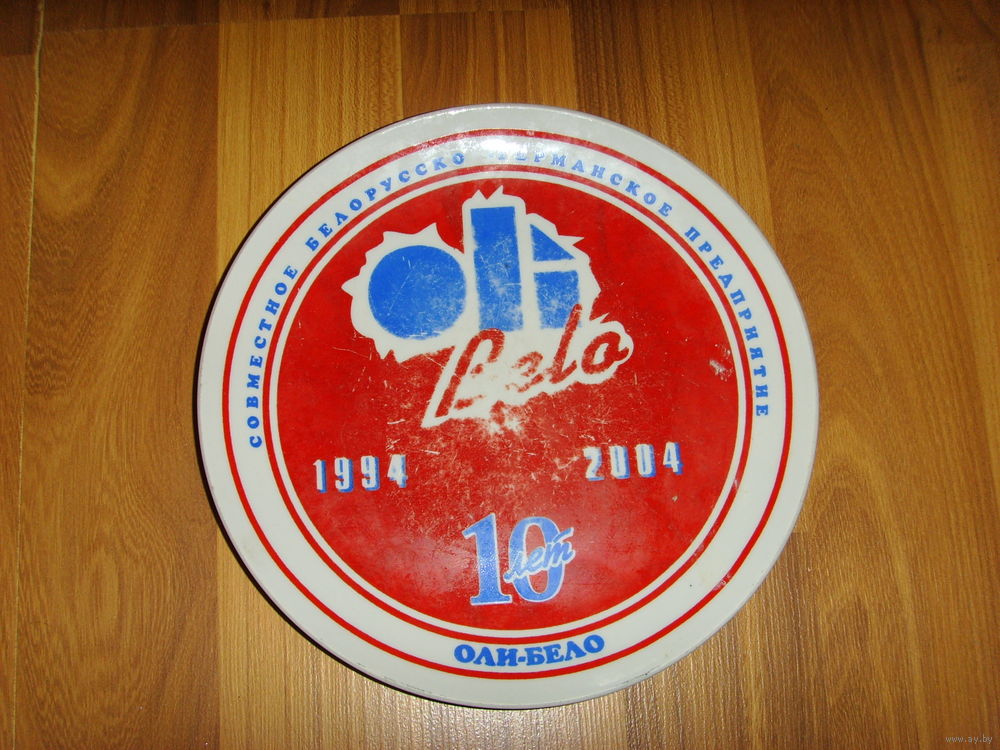 СОВМЕСТНОЕ БЕЛОРУССКО ГЕРМАНСКОЕ ПРЕДПРИЯТИЕ
oli
Belo
1994 2004
10 лет
ОЛИ-БЕЛО
www.ay.by